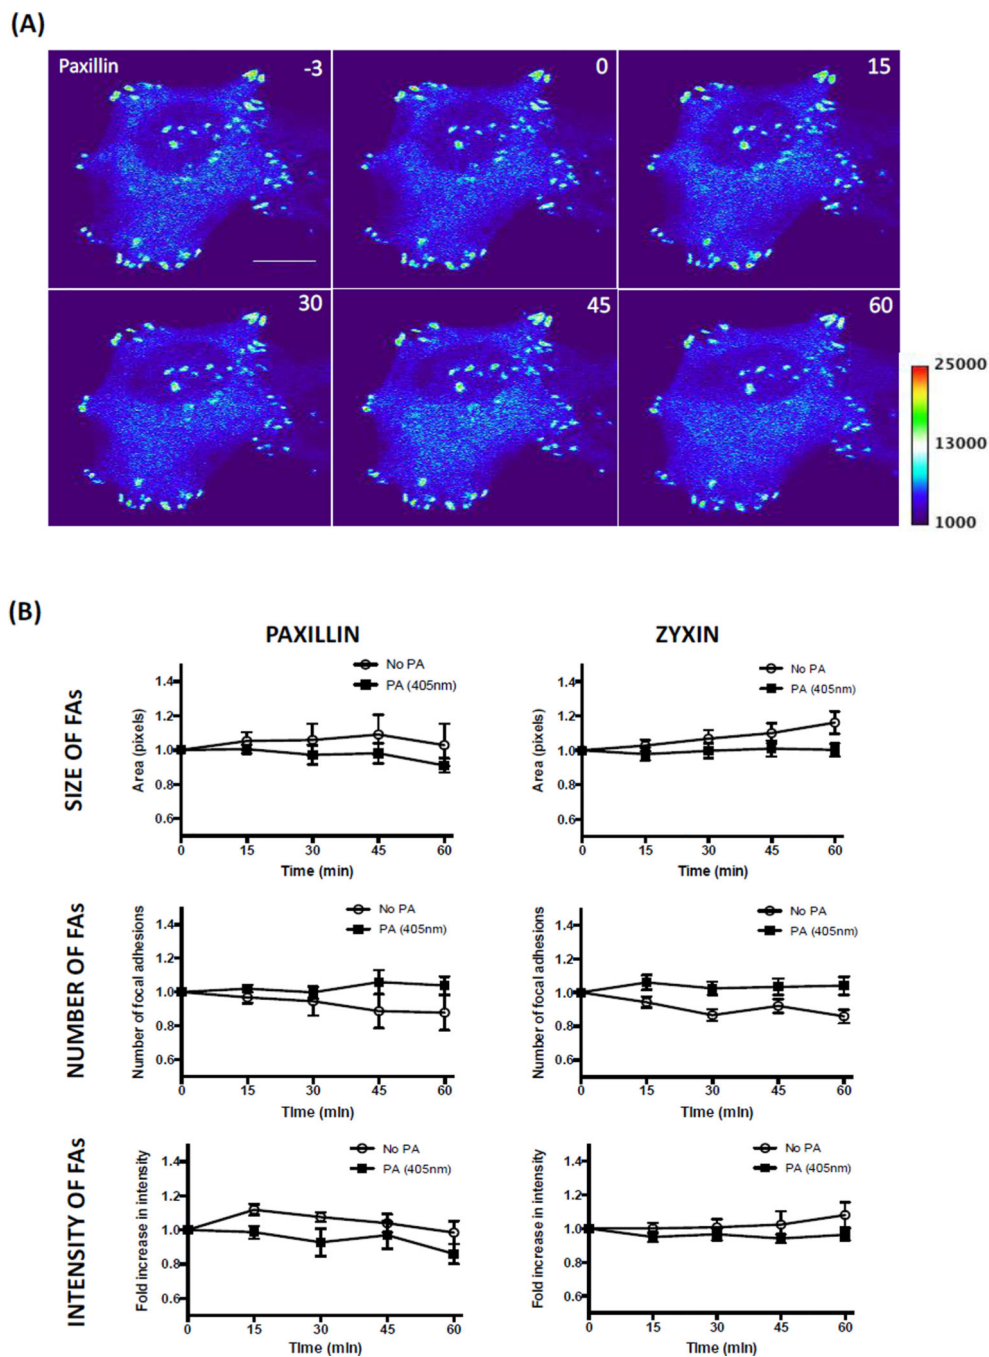 (A)
Paxillin -3 0 15
30 45 60
25000
13000
1000
(B)
PAXILLIN ZYXIN
SIZE OF FAs
No PA
PA (405nm)
Area (pixels)
1.4
1.2
1.0
0.8
0.6
0 15 30 45 60
Time (min)
No PA
PA (405nm)
Area (pixels)
1.4
1.2
1.0
0.8
0.6
0 15 30 45 60
Time (min)
NUMBER OF FAs
No PA
PA (405nm)
Number of focal adhesions
1.4
1.2
1.0
0.8
0.6
0 15 30 45 60
Time (min)
No PA
PA (405nm)
Number of focal adhesions
1.4
1.2
1.0
0.8
0.6
0 15 30 45 60
Time (min)
INTENSITY OF FAs
No PA
PA (405nm)
Fold increase in intensity
1.4
1.2
1.0
0.8
0.6
0 15 30 45 60
Time (min)
No PA
PA (405nm)
Fold increase in intensity
1.4
1.2
1.0
0.8
0.6
0 15 30 45 60
Time (min)